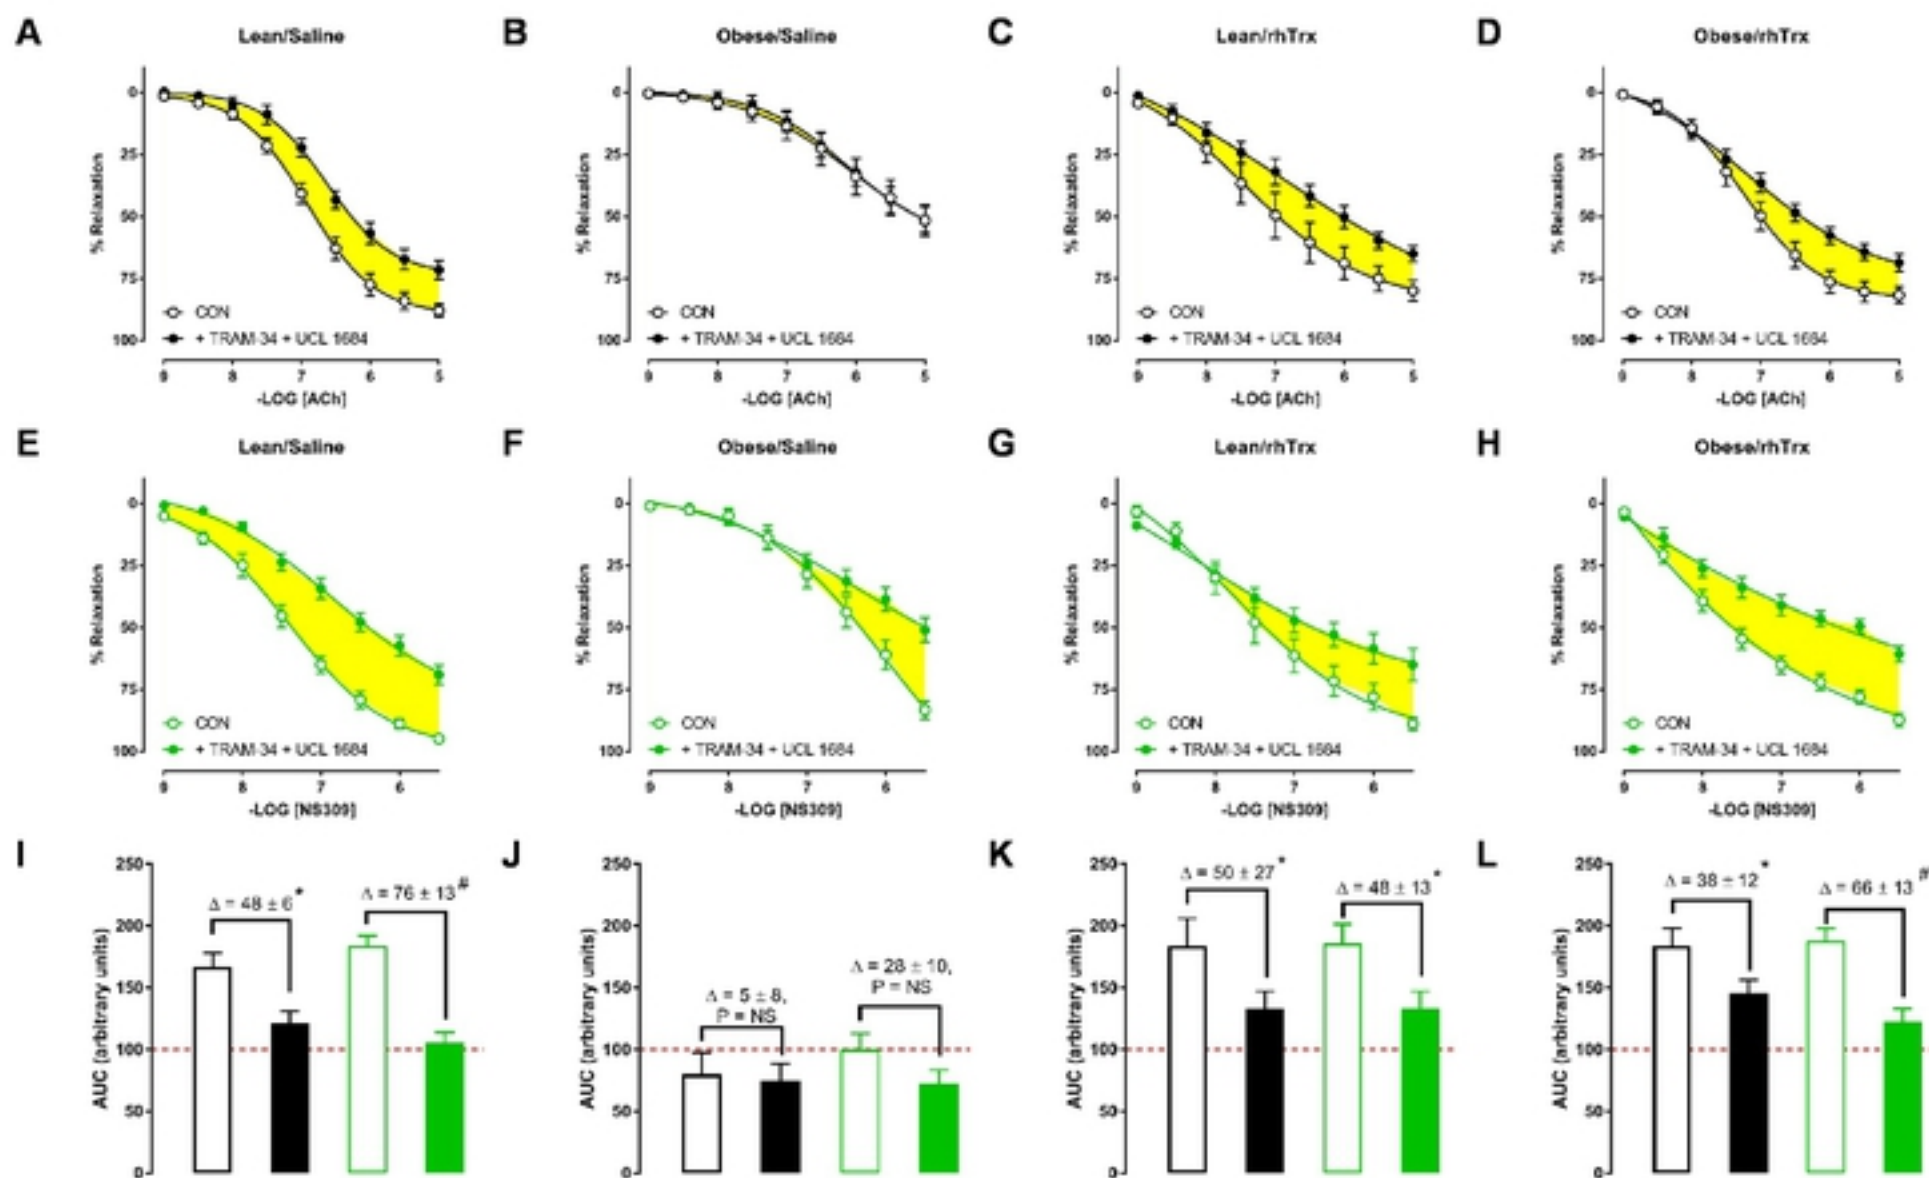 A
Lean/Saline
B
Obese/Saline
C
Lean/rhTrx
D
Obese/rhTrx
% Relaxation
0
25
50
75
100
CON
+ TRAM-34 + UCL 1684
9 8 7 6 5
-LOG [ACh]
% Relaxation
0
25
50
75
100
CON
+ TRAM-34 + UCL 1684
9 8 7 6 5
-LOG [ACh]
% Relaxation
0
25
50
75
100
CON
+ TRAM-34 + UCL 1684
9 8 7 6 5
-LOG [ACh]
% Relaxation
0
25
50
75
100
CON
+ TRAM-34 + UCL 1684
9 8 7 6 5
-LOG [ACh]
E
Lean/Saline
F
Obese/Saline
G
Lean/rhTrx
H
Obese/rhTrx
% Relaxation
0
25
50
75
100
CON
+ TRAM-34 + UCL 1684
9 8 7 6
-LOG [NS309]
% Relaxation
0
25
50
75
100
CON
+ TRAM-34 + UCL 1684
9 8 7 6
-LOG [NS309]
% Relaxation
0
25
50
75
100
CON
+ TRAM-34 + UCL 1684
9 8 7 6
-LOG [NS309]
% Relaxation
0
25
50
75
100
CON
+ TRAM-34 + UCL 1684
9 8 7 6
-LOG [NS309]
I
AUC (arbitrary units)
250
200
150
100
50
0
Δ = 48 ± 6*
Δ = 76 ± 13#
J
AUC (arbitrary units)
250
200
150
100
50
0
Δ = 5 ± 8,
P = NS
Δ = 28 ± 10,
P = NS
K
AUC (arbitrary units)
250
200
150
100
50
0
Δ = 50 ± 27*
Δ = 48 ± 13*
L
AUC (arbitrary units)
250
200
150
100
50
0
Δ = 38 ± 12*
Δ = 66 ± 13#